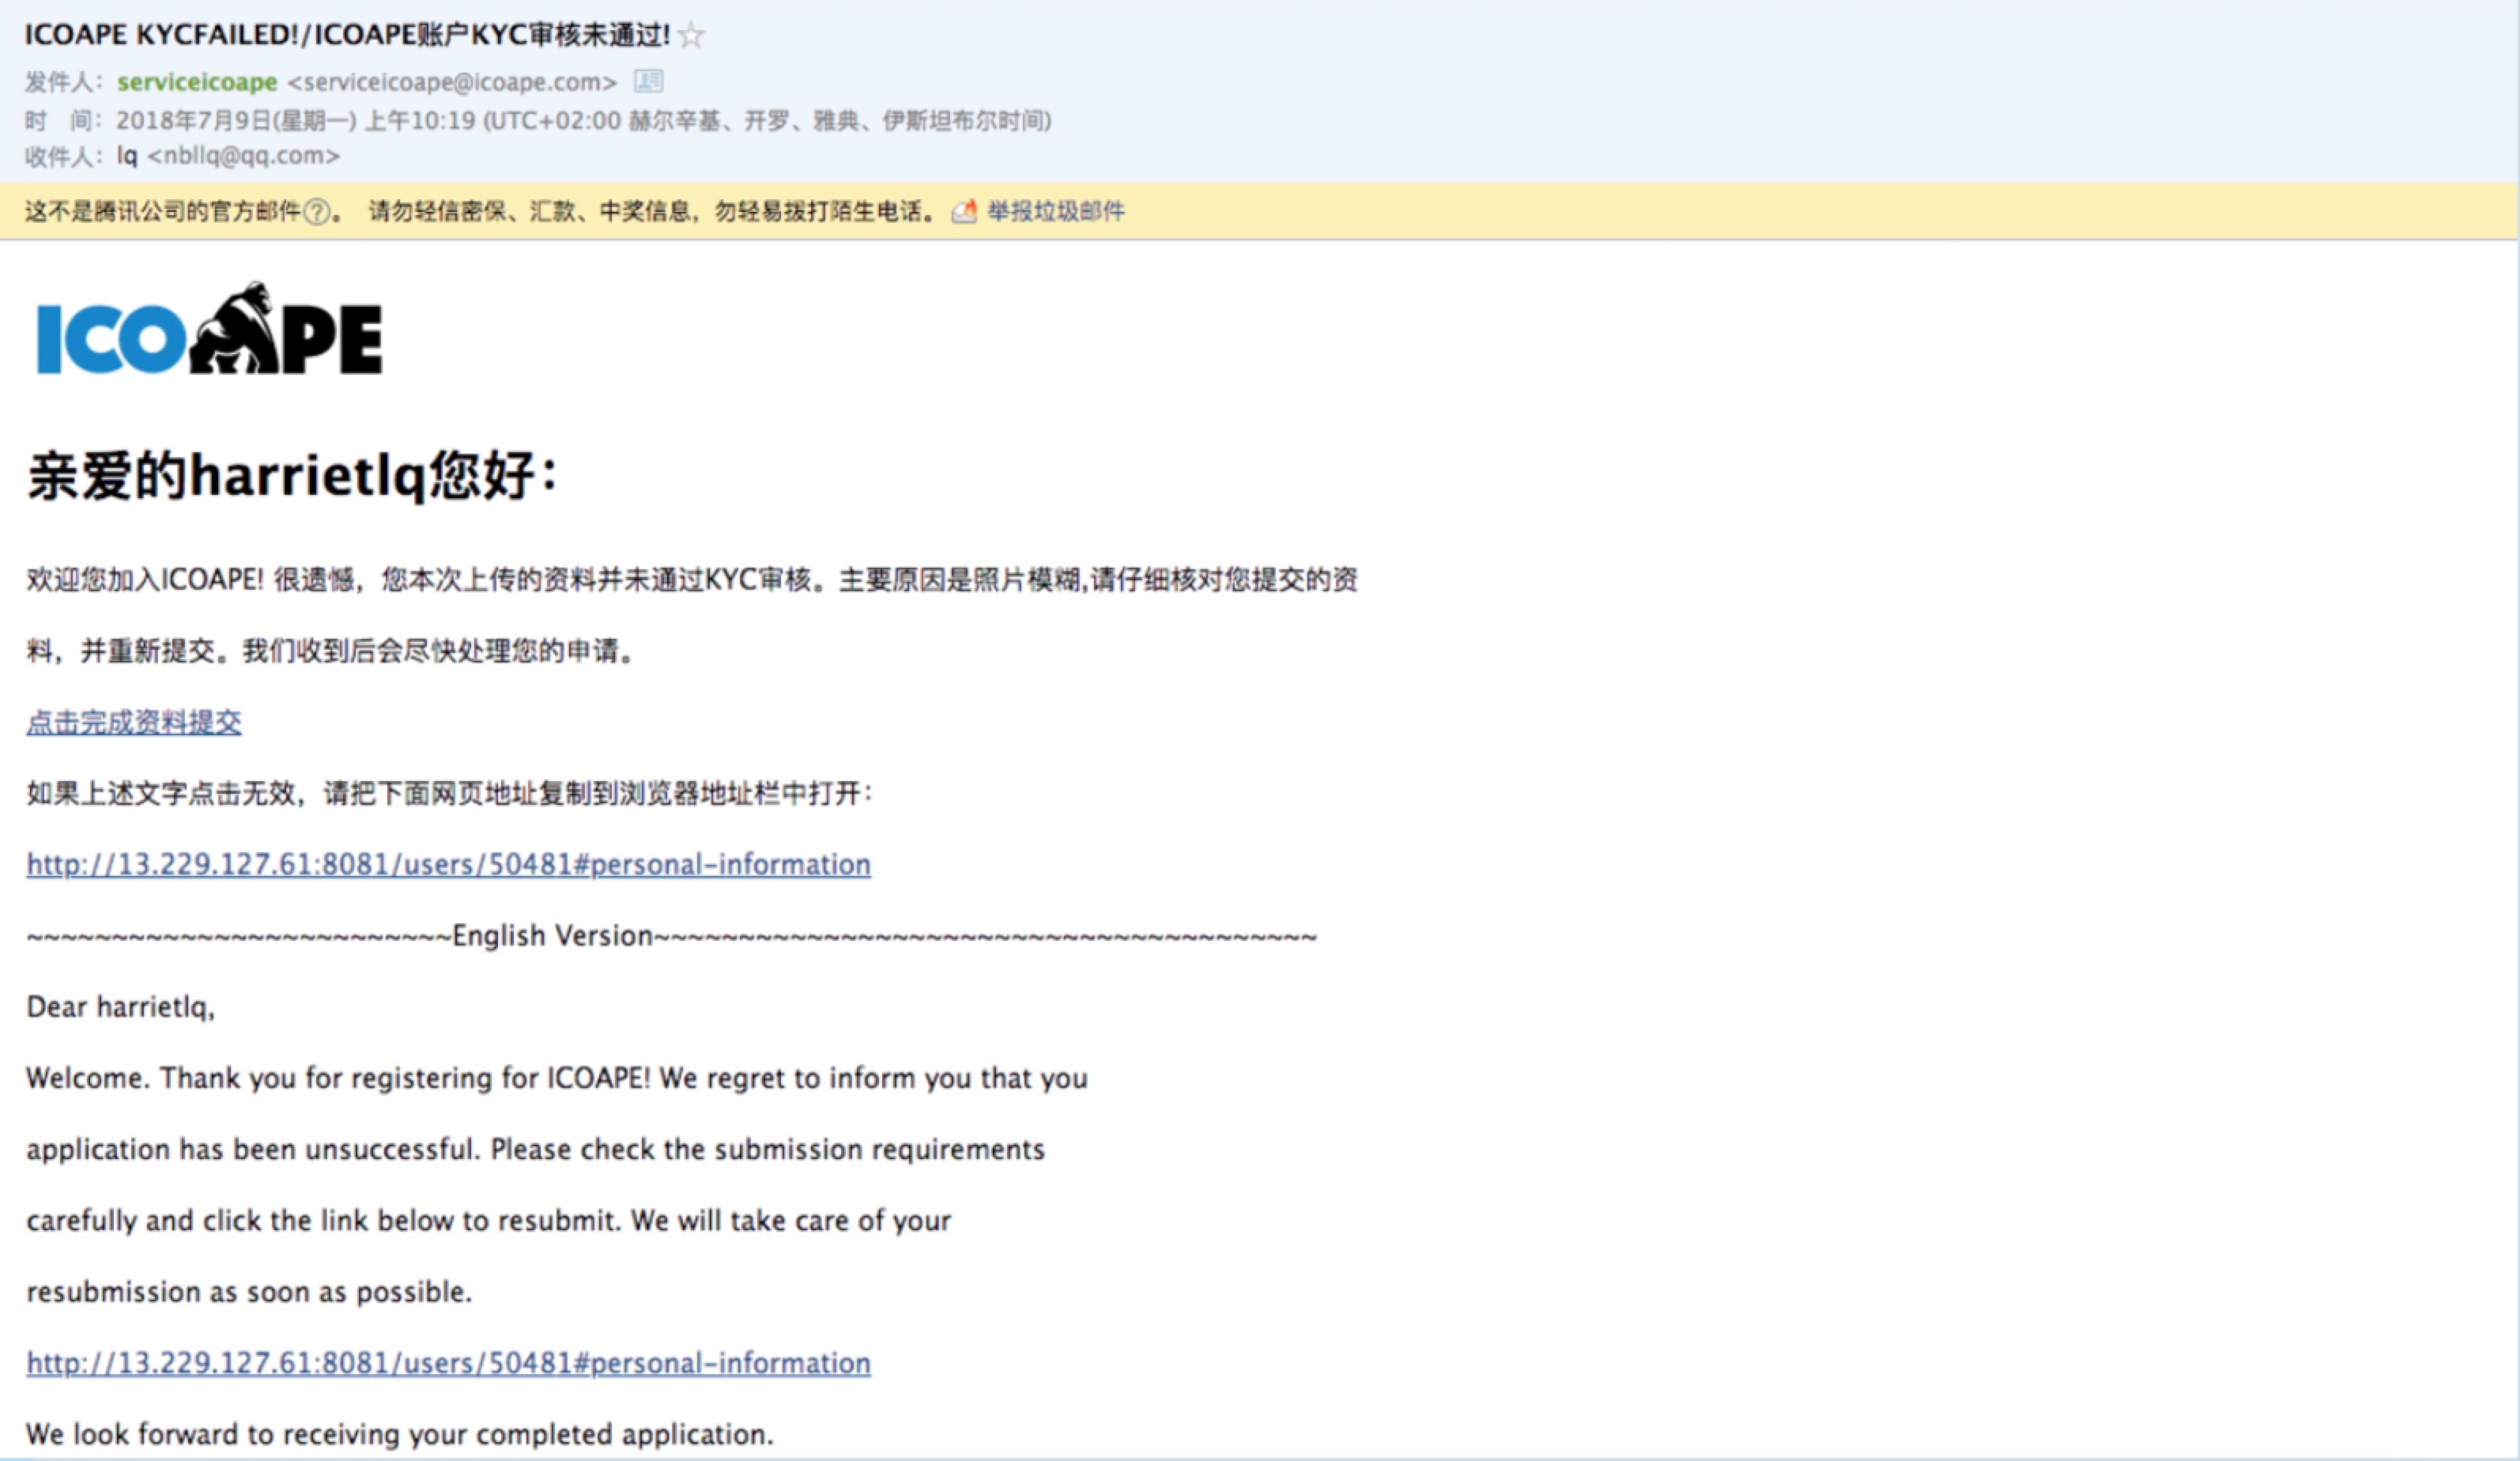 ICOAPE KYCFAILED!/ICOAPE账户KYC审核未通过!
发件人：serviceicoape <serviceicoape@icoape.com>
时 间：2018年7月9日(星期一) 上午10:19 (UTC+02:00 赫尔辛基、开罗、雅典、伊斯坦布尔时间)
收件人：lq <nbllq@qq.com>
这不是腾讯公司的官方邮件?。 请勿轻信密保、汇款、中奖信息，勿轻易拨打陌生电话。 举报垃圾邮件
ICOAPE
亲爱的harrietlq您好：
欢迎您加入ICOAPE! 很遗憾，您本次上传的资料并未通过KYC审核。主要原因是照片模糊,请仔细核对您提交的资
料，并重新提交。我们收到后会尽快处理您的申请。
点击完成资料提交
如果上述文字点击无效，请把下面网页地址复制到浏览器地址栏中打开：
http://13.229.127.61:8081/users/50481#personal-information
~~~~~~~~~~~~~~~~~~~~~~~~~English Version~~~~~~~~~~~~~~~~~~~~~~~~~~~~~~~~~~~~~~~
Dear harrietlq,
Welcome. Thank you for registering for ICOAPE! We regret to inform you that you
application has been unsuccessful. Please check the submission requirements
carefully and click the link below to resubmit. We will take care of your
resubmission as soon as possible.
http://13.229.127.61:8081/users/50481#personal-information
We look forward to receiving your completed application.